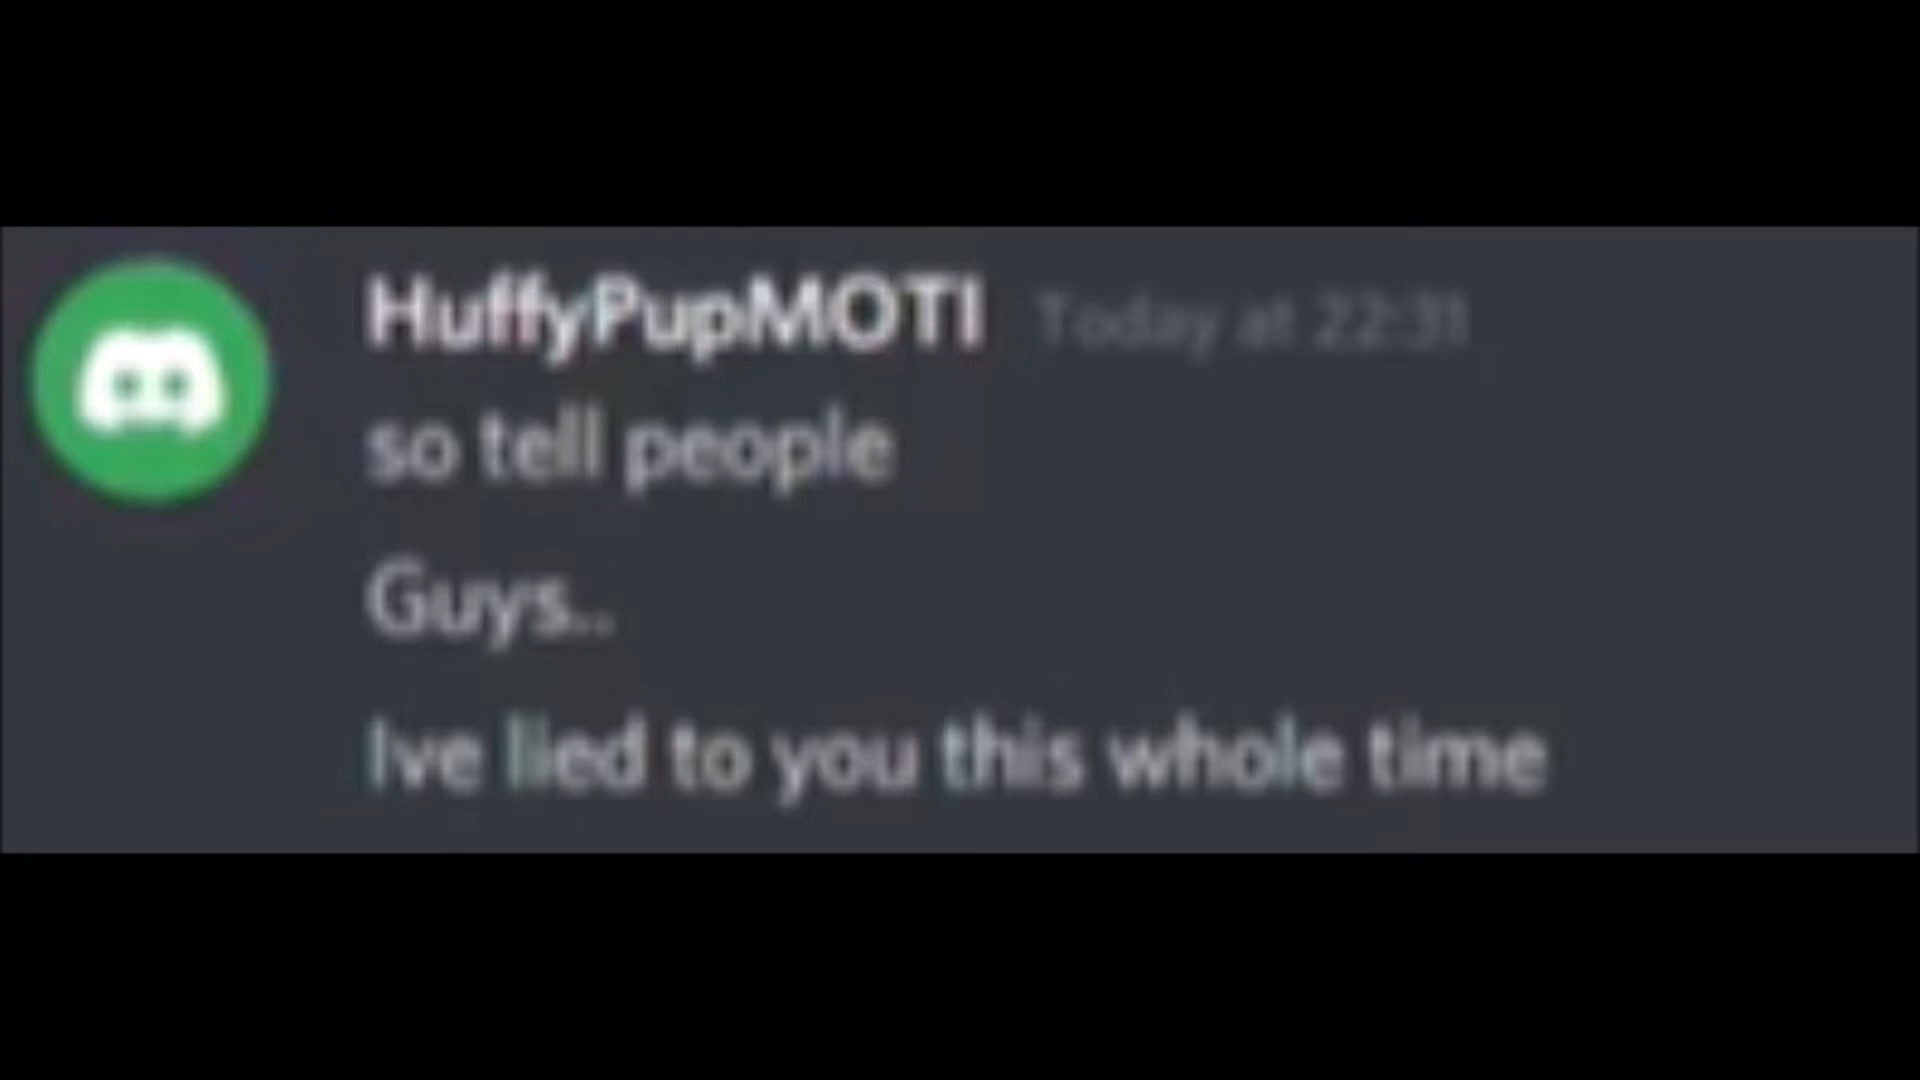 HuffyPupMOTI Today at 22:31
so tell people
Guys..
Ive lied to you this whole time